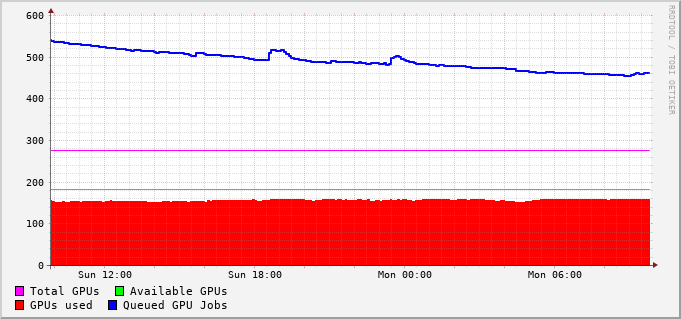 600
500
400
300
200
100
0
Sun 12:00 Sun 18:00 Mon 00:00 Mon 06:00
Total GPUs Available GPUs
GPUs used Queued GPU Jobs
RRDTOOL / TOBI OETIKER